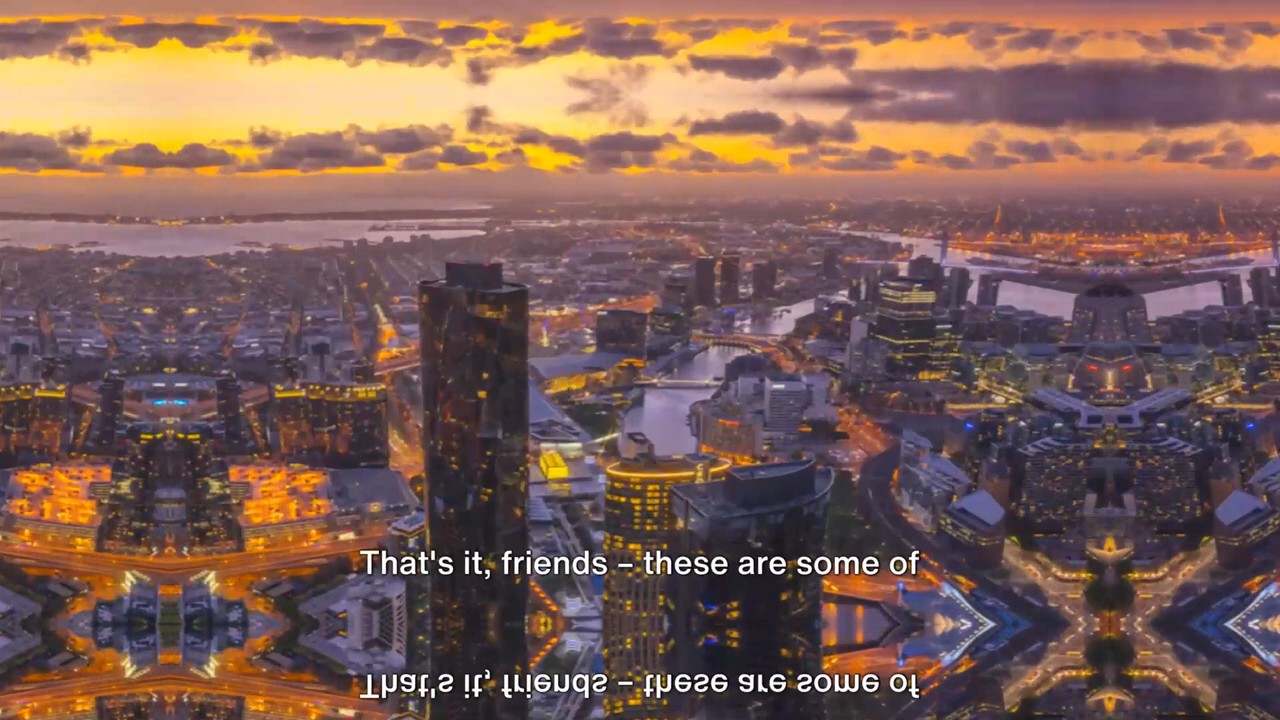 That's it, friends – these are some of
That's it, friends – these are some of